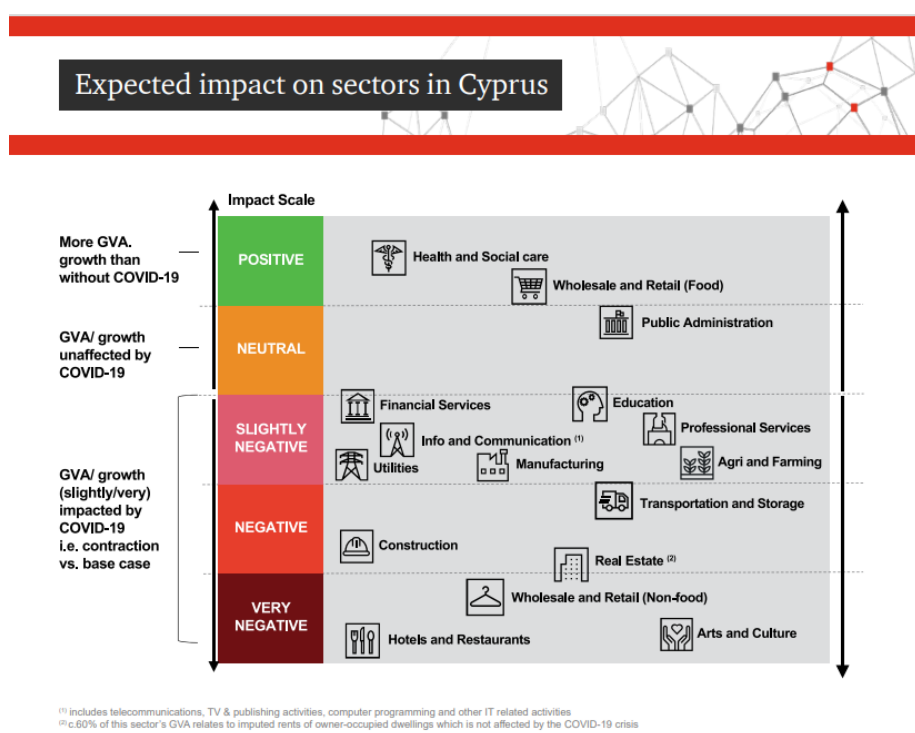 Expected impact on sectors in Cyprus
Impact Scale
More GVA.
growth than
without COVID-19
POSITIVE
Health and Social care
Wholesale and Retail (Food)
GVA/ growth
unaffected by
COVID-19
NEUTRAL
Public Administration
GVA/ growth
(slightly/very)
impacted by
COVID-19
i.e. contraction
vs. base case
SLIGHTLY
NEGATIVE
Financial Services
Education
Professional Services
Info and Communication (1)
Utilities
Manufacturing
Agri and Farming
NEGATIVE
Transportation and Storage
Construction
Real Estate (2)
VERY
NEGATIVE
Wholesale and Retail (Non-food)
Hotels and Restaurants
Arts and Culture
(1) includes telecommunications, TV & publishing activities, computer programming and other IT related activities
(2) c.60% of this sector's GVA relates to imputed rents of owner-occupied dwellings which is not affected by the COVID-19 crisis